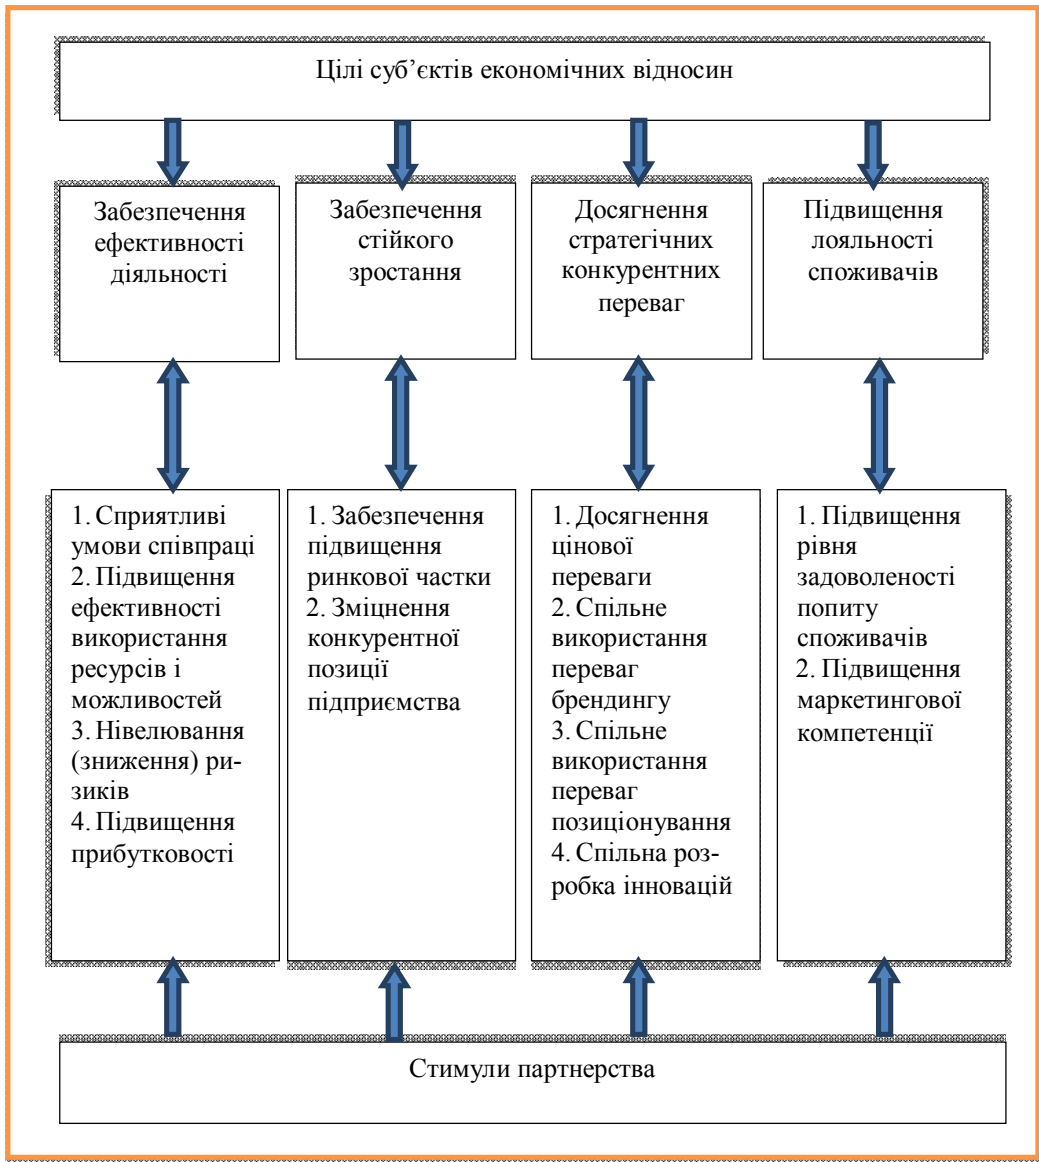 Цілі суб’єктів економічних відносин
Забезпечення
ефективності
діяльності
Забезпечення
стійкого
зростання
Досягнення
стратегічних
конкурентних
переваг
Підвищення
лояльності
споживачів
1. Сприятливі
умови співпраці
2. Підвищення
ефективності
використання
ресурсів і
можливостей
3. Нівелювання
(зниження) ри-
зиків
4. Підвищення
прибутковості
1. Забезпечення
підвищення
ринкової частки
2. Зміцнення
конкурентної
позиції
підприємства
1. Досягнення
цінової
переваги
2. Спільне
використання
переваг
брендингу
3. Спільне
використання
переваг
позиціонування
4. Спільна роз-
робка інновацій
1. Підвищення
рівня
задоволеності
попиту
споживачів
2. Підвищення
маркетингової
компетенції
Стимули партнерства